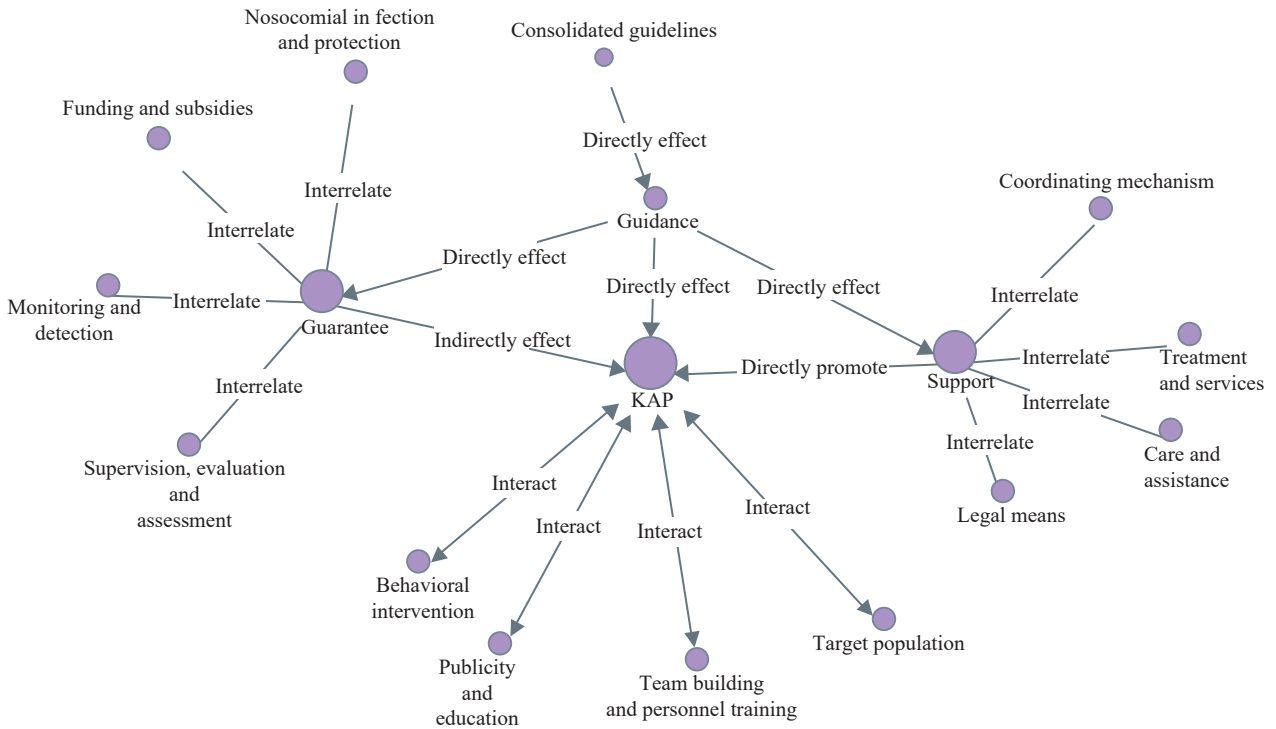 Nosocomial in fection
and protection
Consolidated guidelines
Funding and subsidies
Directly effect
Interrelate
Coordinating mechanism
Guidance
Interrelate
Directly effect
Directly effect
Directly effect
Interrelate
Interrelate
Monitoring and
detection
Guarantee
Indirectly effect
Directly promote
Support
Interrelate
Treatment
and services
Interrelate
KAP
Interrelate
Interrelate
Care and
assistance
Supervision, evaluation
and
assessment
Interact
Interact
Interact
Interact
Legal means
Behavioral
intervention
Target population
Publicity
and
education
Team building
and personnel training